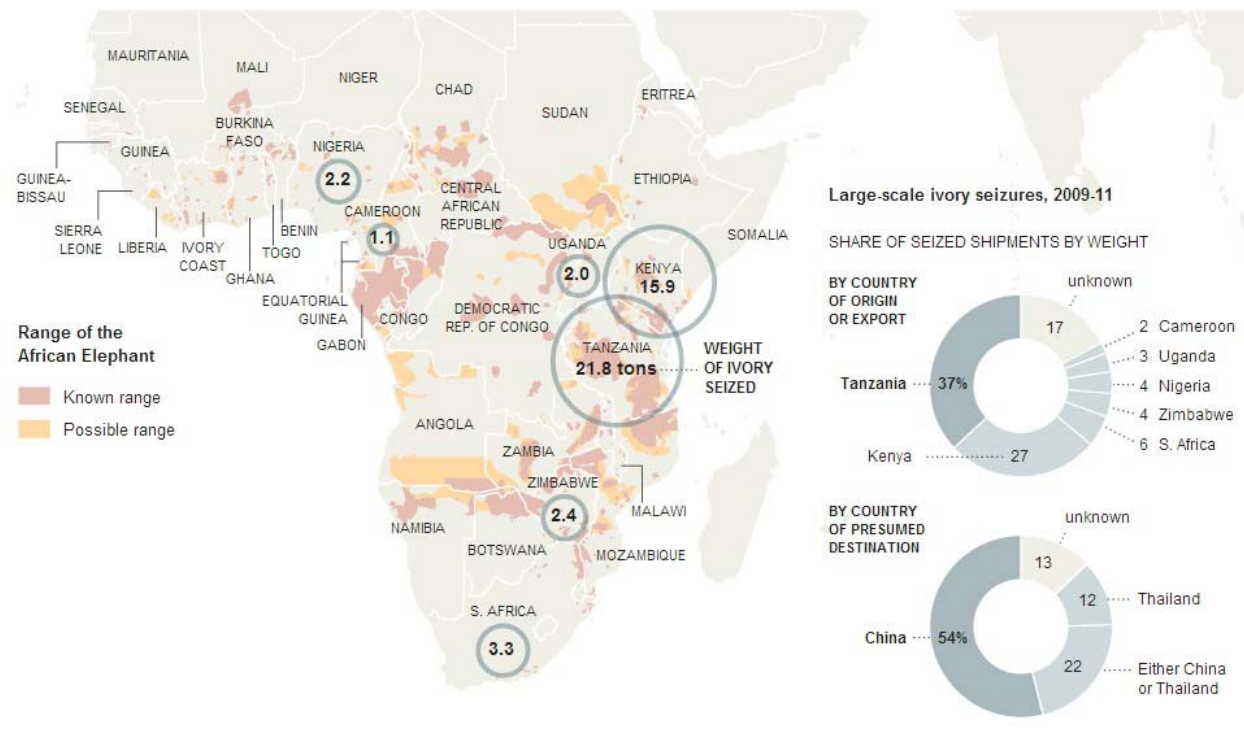 MAURITANIA
MALI
NIGER
CHAD
SUDAN
ERITREA
SENEGAL
BURKINA
FASO
NIGERIA
2.2
GUINEA
GUINEA-
BISSAU
SIERRA
LEONE
LIBERIA
IVORY
COAST
GHANA
TOGO
BENIN
CAMEROON
1.1
CENTRAL
AFRICAN
REPUBLIC
ETHIOPIA
SOMALIA
UGANDA
2.0
KENYA
15.9
EQUATORIAL
GUINEA
GABON
CONGO
DEMOCRATIC
REP. OF CONGO
TANZANIA
21.8 tons
WEIGHT
OF IVORY
SEIZED
ANGOLA
ZAMBIA
ZIMBABWE
2.4
MALAWI
NAMIBIA
BOTSWANA
MOZAMBIQUE
S. AFRICA
3.3
Range of the
African Elephant
Known range
Possible range
Large-scale ivory seizures, 2009-11
SHARE OF SEIZED SHIPMENTS BY WEIGHT
BY COUNTRY
OF ORIGIN
OR EXPORT
unknown
17
2 Cameroon
3 Uganda
4 Nigeria
4 Zimbabwe
6 S. Africa
Tanzania 37%
Kenya 27
BY COUNTRY
OF PRESUMED
DESTINATION
unknown
13
12 Thailand
China 54%
22 Either China
or Thailand